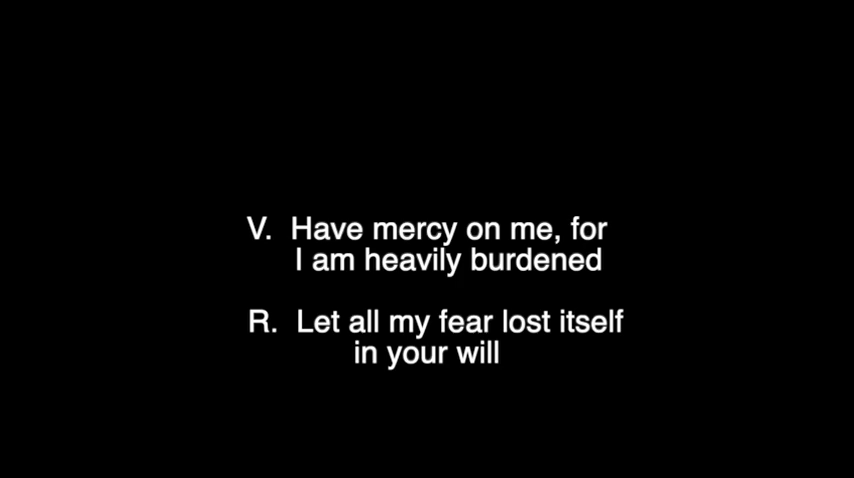 V. Have mercy on me, for
I am heavily burdened
R. Let all my fear lost itself
in your will